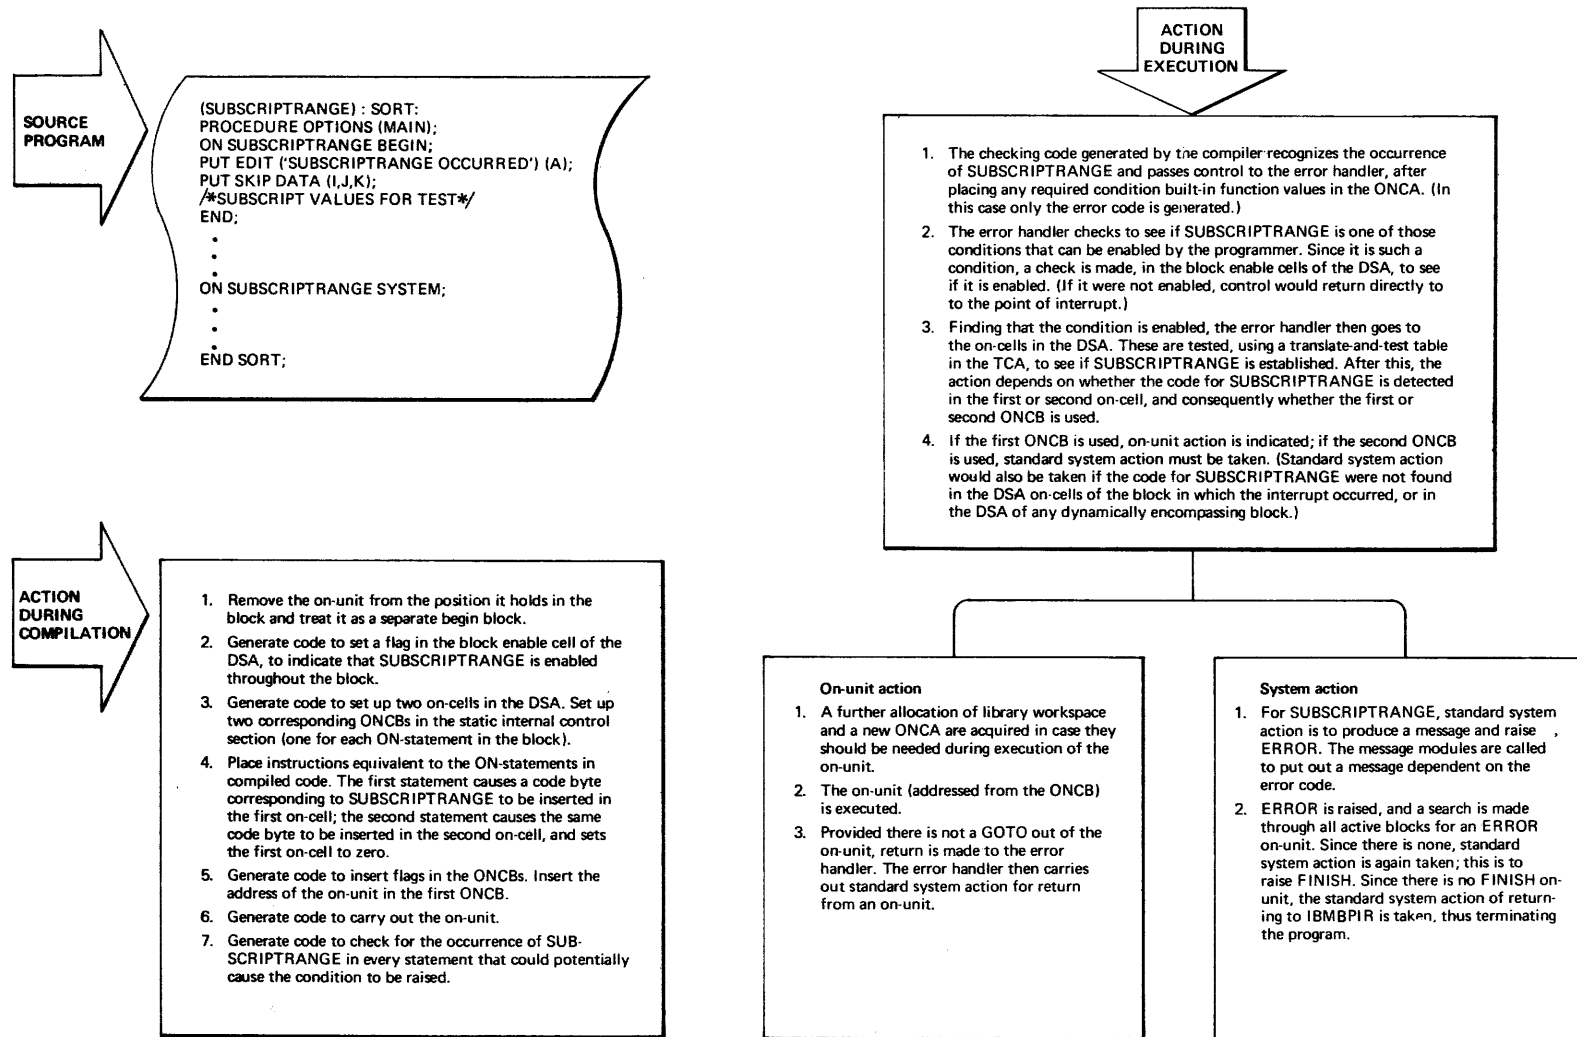 SOURCE
PROGRAM
(SUBSCRIPTRANGE) : SORT:
PROCEDURE OPTIONS (MAIN);
ON SUBSCRIPTRANGE BEGIN;
PUT EDIT ('SUBSCRIPTRANGE OCCURRED') (A);
PUT SKIP DATA (I,J,K);
/*SUBSCRIPT VALUES FOR TEST*/
END;
•
•
•
ON SUBSCRIPTRANGE SYSTEM;
•
•
•
END SORT;
ACTION
DURING
COMPILATION
1. Remove the on-unit from the position it holds in the
block and treat it as a separate begin block.
2. Generate code to set a flag in the block enable cell of the
DSA, to indicate that SUBSCRIPTRANGE is enabled
throughout the block.
3. Generate code to set up two on-cells in the DSA. Set up
two corresponding ONCBs in the static internal control
section (one for each ON-statement in the block).
4. Place instructions equivalent to the ON-statements in
compiled code. The first statement causes a code byte
corresponding to SUBSCRIPTRANGE to be inserted in
the first on-cell; the second statement causes the same
code byte to be inserted in the second on-cell, and sets
the first on-cell to zero.
5. Generate code to insert flags in the ONCBs. Insert the
address of the on-unit in the first ONCB.
6. Generate code to carry out the on-unit.
7. Generate code to check for the occurrence of SUB-
SCRIPTRANGE in every statement that could potentially
cause the condition to be raised.
ACTION
DURING
EXECUTION
1. The checking code generated by the compiler recognizes the occurrence
of SUBSCRIPTRANGE and passes control to the error handler, after
placing any required condition built-in function values in the ONCA. (In
this case only the error code is generated.)
2. The error handler checks to see if SUBSCRIPTRANGE is one of those
conditions that can be enabled by the programmer. Since it is such a
condition, a check is made, in the block enable cells of the DSA, to see
if it is enabled. (If it were not enabled, control would return directly to
to the point of interrupt.)
3. Finding that the condition is enabled, the error handler then goes to
the on-cells in the DSA. These are tested, using a translate-and-test table
in the TCA, to see if SUBSCRIPTRANGE is established. After this, the
action depends on whether the code for SUBSCRIPTRANGE is detected
in the first or second on-cell, and consequently whether the first or
second ONCB is used.
4. If the first ONCB is used, on-unit action is indicated; if the second ONCB
is used, standard system action must be taken. (Standard system action
would also be taken if the code for SUBSCRIPTRANGE were not found
in the DSA on-cells of the block in which the interrupt occurred, or in
the DSA of any dynamically encompassing block.)
On-unit action
1. A further allocation of library workspace
and a new ONCA are acquired in case they
should be needed during execution of the
on-unit.
2. The on-unit (addressed from the ONCB)
is executed.
3. Provided there is not a GOTO out of the
on-unit, return is made to the error
handler. The error handler then carries
out standard system action for return
from an on-unit.
System action
1. For SUBSCRIPTRANGE, standard system
action is to produce a message and raise
ERROR. The message modules are called
to put out a message dependent on the
error code.
2. ERROR is raised, and a search is made
through all active blocks for an ERROR
on-unit. Since there is none, standard
system action is again taken; this is to
raise FINISH. Since there is no FINISH on-
unit, the standard system action of return-
ing to IBMBPIR is taken, thus terminating
the program.